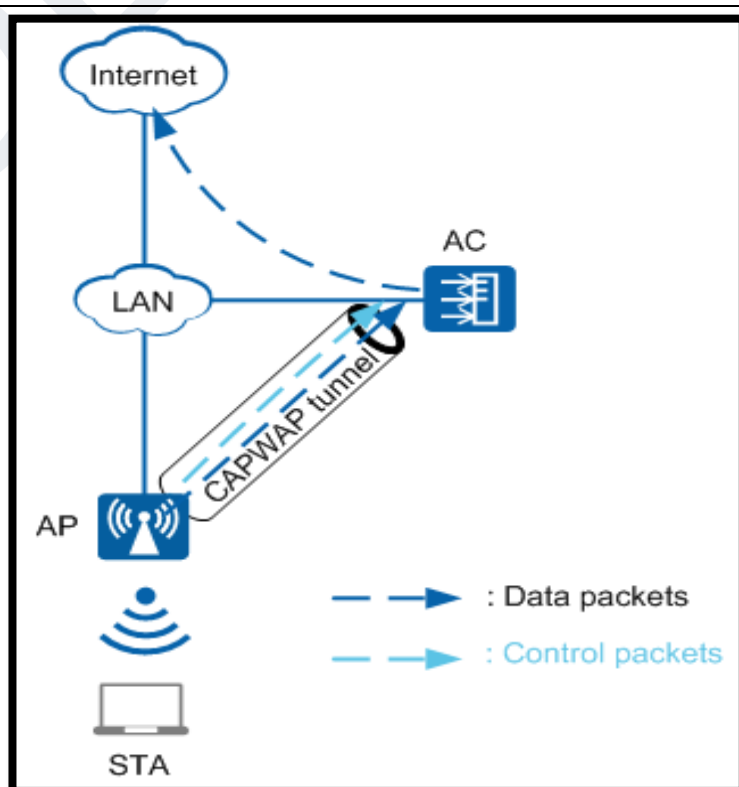 Internet
AC
LAN
CAPWAP tunnel
AP
: Data packets
: Control packets
STA